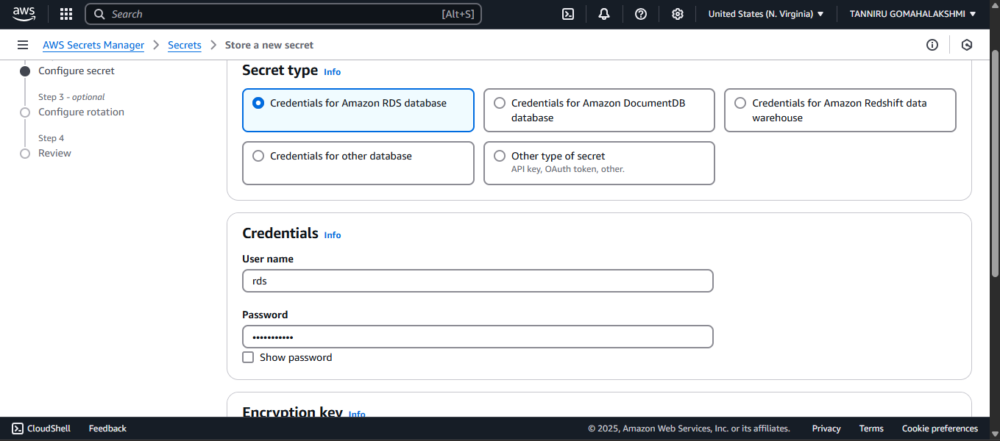 aws
Search
[Alt+S]
United States (N. Virginia)
TANNIRU GOMAHALAKSHMI
AWS Secrets Manager
Secrets
Store a new secret
Configure secret
Step 3 - optional
Configure rotation
Step 4
Review
Secret type Info
Credentials for Amazon RDS database
Credentials for Amazon DocumentDB
database
Credentials for Amazon Redshift data
warehouse
Credentials for other database
Other type of secret
API key, OAuth token, other.
Credentials Info
User name
rds
Password
•••••••••••
Show password
Encryption key Info
CloudShell
Feedback
© 2025, Amazon Web Services, Inc. or its affiliates.
Privacy
Terms
Cookie preferences